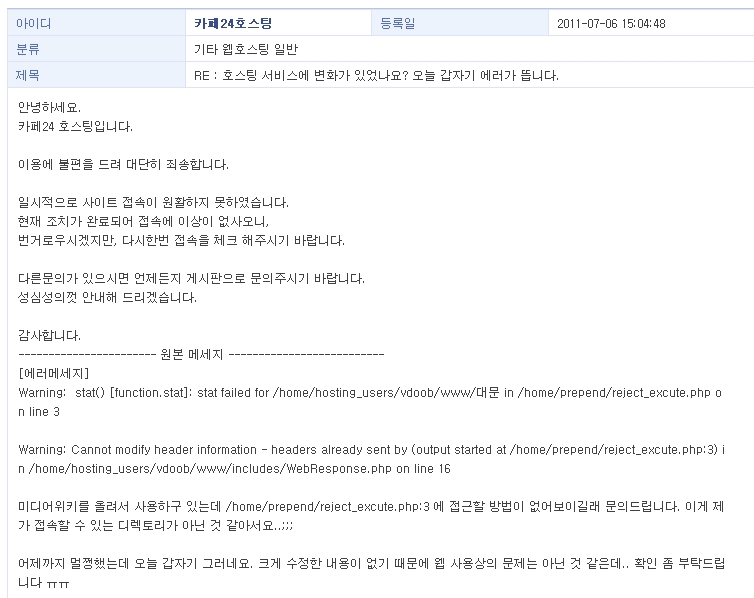 아이디 카페24호스팅 등록일 2011-07-06 15:04:48
분류 기타 웹호스팅 일반
제목 RE : 호스팅 서비스에 변화가 있었나요? 오늘 갑자기 에러가 뜹니다.
안녕하세요.
카페24 호스팅입니다.
이용에 불편을 드려 대단히 죄송합니다.
일시적으로 사이트 접속이 원활하지 못하였습니다.
현재 조치가 완료되어 접속에 이상이 없사오니,
번거로우시겠지만, 다시한번 접속을 체크 해주시기 바랍니다.
다른문의가 있으시면 언제든지 게시판으로 문의주시기 바랍니다.
성심성의껏 안내해 드리겠습니다.
감사합니다.
----------------------- 원본 메세지 --------------------------
[에러메세지]
Warning:  stat() [function.stat]: stat failed for /home/hosting_users/vdoob/www/대문 in /home/prepend/reject_excute.php o
n line 3
Warning: Cannot modify header information - headers already sent by (output started at /home/prepend/reject_excute.php:3) i
n /home/hosting_users/vdoob/www/includes/WebResponse.php on line 16
미디어위키를 올려서 사용하구 있는데 /home/prepend/reject_excute.php:3 에 접근할 방법이 없어보이길래 문의드립니다. 이게 제
가 접속할 수 있는 디렉토리가 아닌 것 같아서요..;;;
어제까지 멀쩡했는데 오늘 갑자기 그러네요. 크게 수정한 내용이 없기 때문에 웹 사용상의 문제는 아닌 것 같은데.. 확인 좀 부탁드립
니다 ㅠㅠ